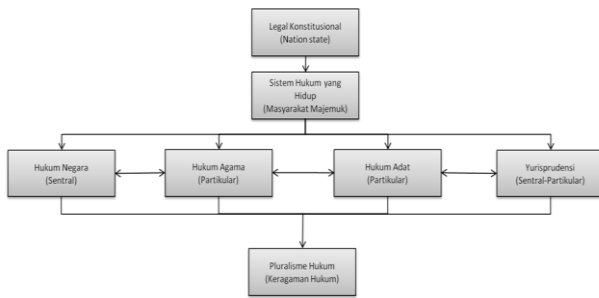 Legal Konstitusional
(Nation state)
Sistem Hukum yang
Hidup
(Masyarakat Majemuk)
Hukum Negara
(Sentral)
Hukum Agama
(Partikular)
Hukum Adat
(Partikular)
Yurisprudensi
(Sentral-Partikular)
Pluralisme Hukum
(Keragaman Hukum)